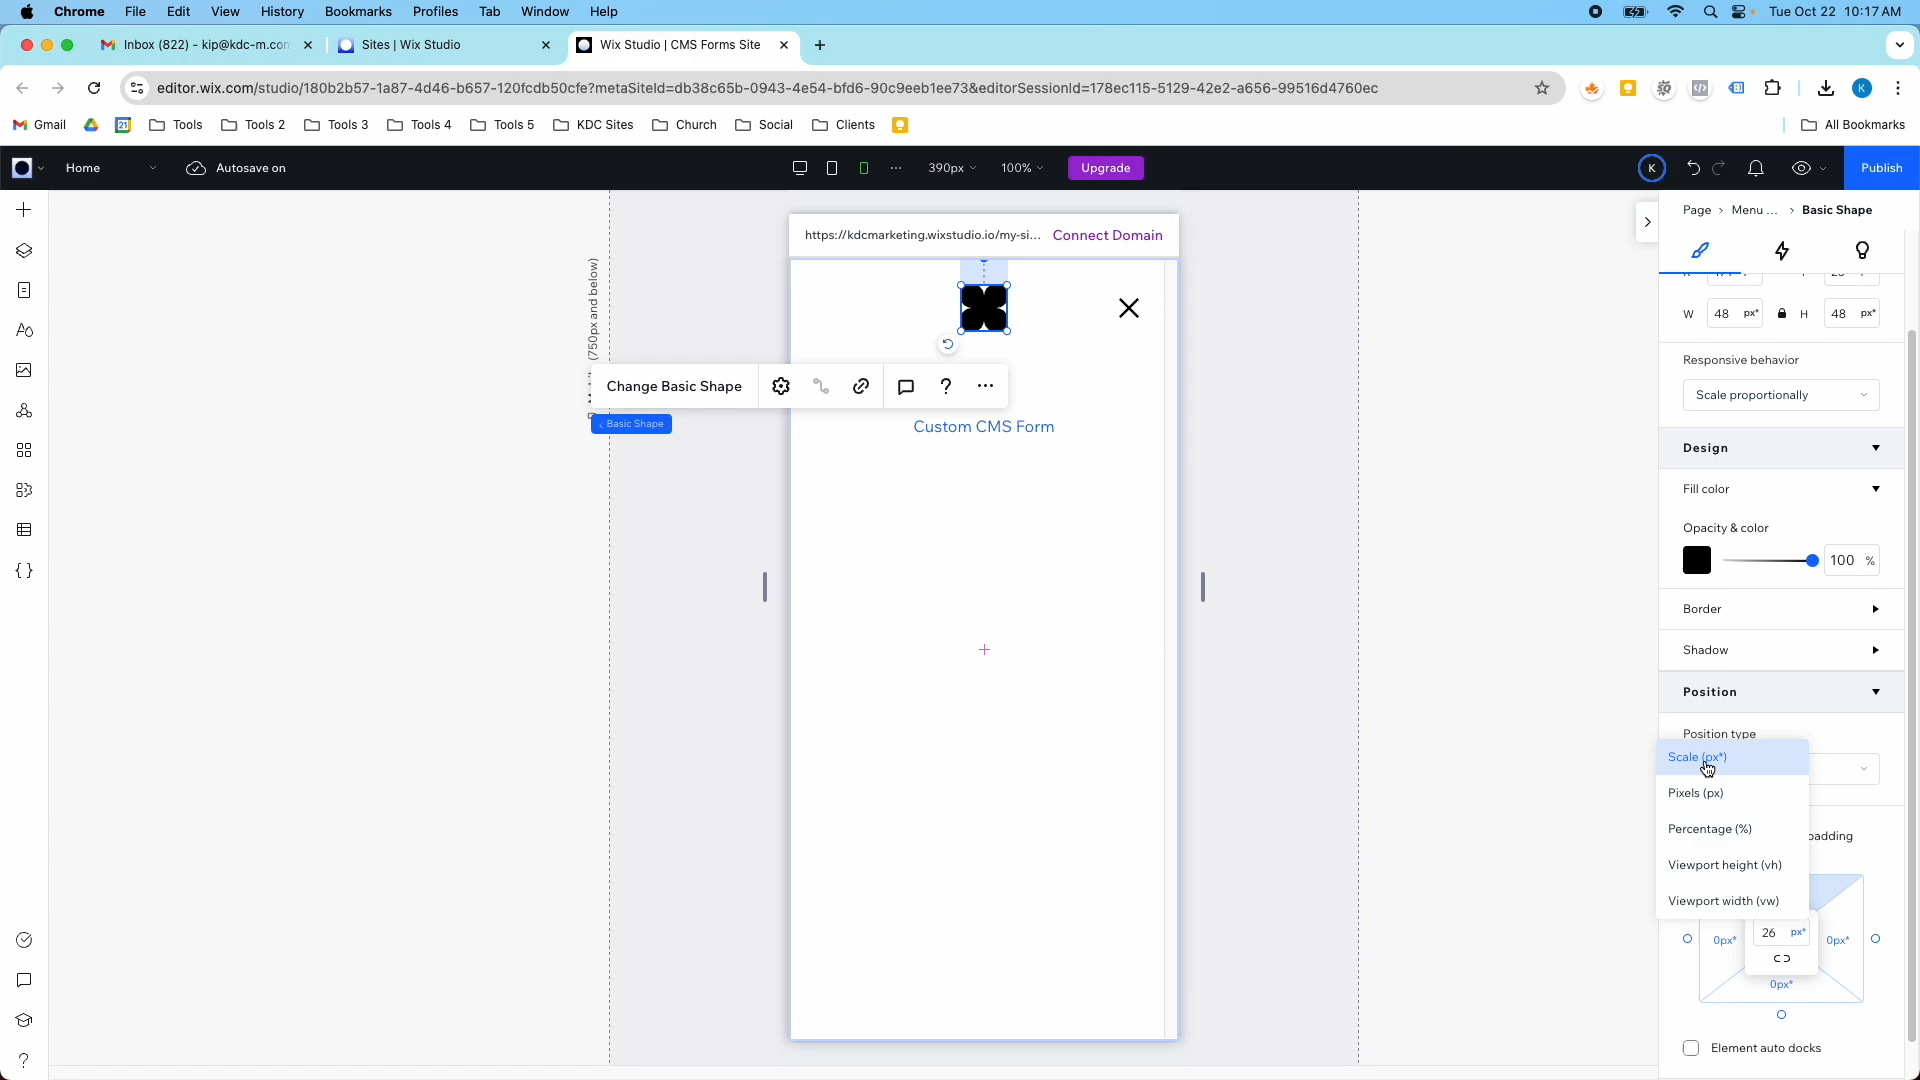 Chrome File Edit View History Bookmarks Profiles Tab Window Help Tue Oct 22 10:17 AM
Inbox (822) - kip@kdc-m.com Sites | Wix Studio Wix Studio | CMS Forms Site
editor.wix.com/studio/180b2b57-1a87-4d46-b657-120fcdb50cfe?metaSiteId=db38c65b-0943-4e54-bfd6-90c9eeb1ee73&editorSessionId=178ec115-5129-42e2-a656-99516d4760ec
Gmail Tools Tools 2 Tools 3 Tools 4 Tools 5 KDC Sites Church Social Clients All Bookmarks
Home Autosave on 390px 100% Upgrade K Publish
Page > Menu ... > Basic Shape
https://kdcmarketing.wixstudio.io/my-si... Connect Domain
(750px and below)
W 48 px* H 48 px*
Responsive behavior
Scale proportionally
Change Basic Shape
< Basic Shape
Custom CMS Form
Design
Fill color
Opacity & color
100 %
Border
Shadow
Position
Position type
Scale (px*)
Pixels (px)
Percentage (%)
padding
Viewport height (vh)
Viewport width (vw)
26 px*
0px* 0px*
0px*
Element auto docks